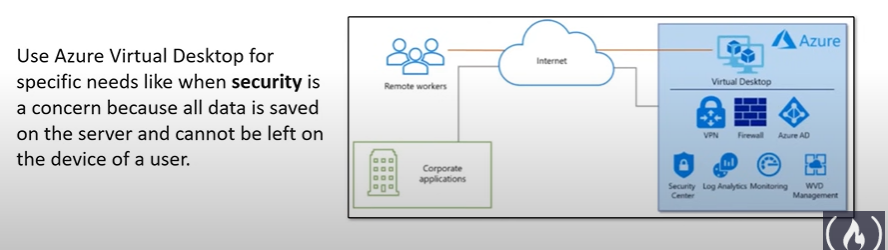 Use Azure Virtual Desktop for
specific needs like when security is
a concern because all data is saved
on the server and cannot be left on
the device of a user.
Azure
Remote workers
Internet
Virtual Desktop
VPN Firewall Azure AD
Corporate
applications
Security Log Analytics Monitoring WVD
Center Management